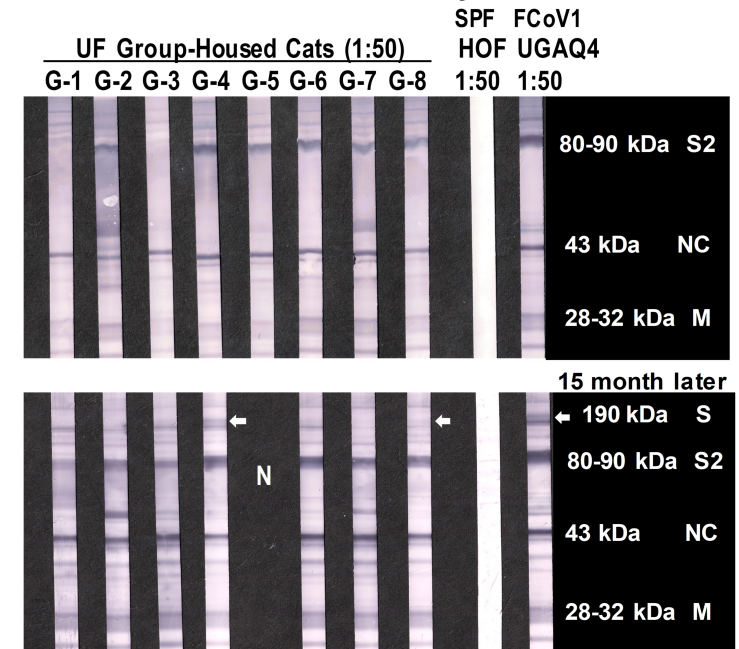 SPF FCoV1
UF Group-Housed Cats (1:50) HOF UGAQ4
G-1 G-2 G-3 G-4 G-5 G-6 G-7 G-8 1:50 1:50
80-90 kDa S2
43 kDa NC
28-32 kDa M
15 month later
190 kDa S
80-90 kDa S2
N
43 kDa NC
28-32 kDa M